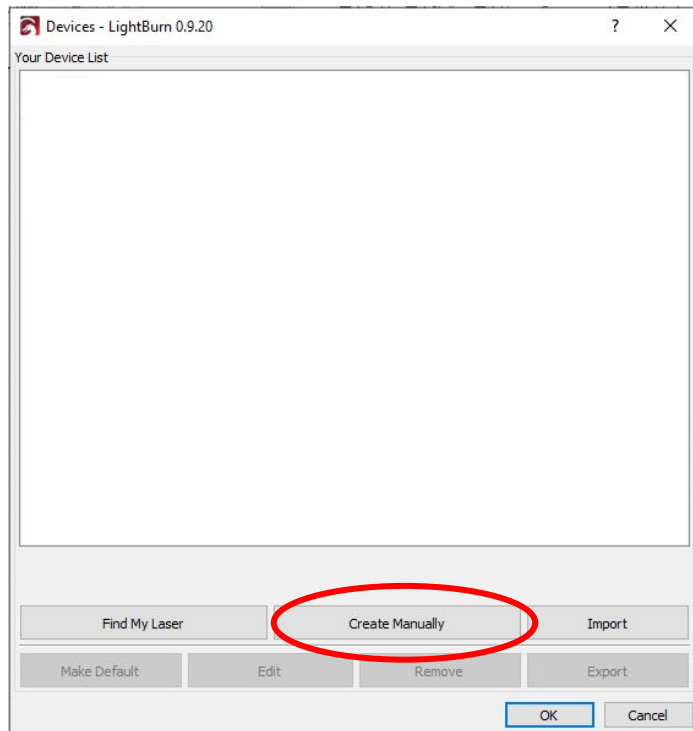 Devices - LightBurn 0.9.20 ?
Your Device List
Find My Laser Create Manually Import
Make Default Edit Remove Export
OK Cancel